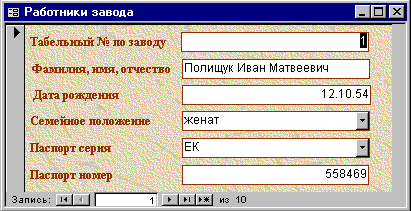 Работники завода
Табельный № по заводу 1
Фамилия, имя, отчество Полищук Иван Матвеевич
Дата рождения 12.10.54
Семейное положение женат
Паспорт серия ЕК
Паспорт номер 558469
Запись: 1 из 10